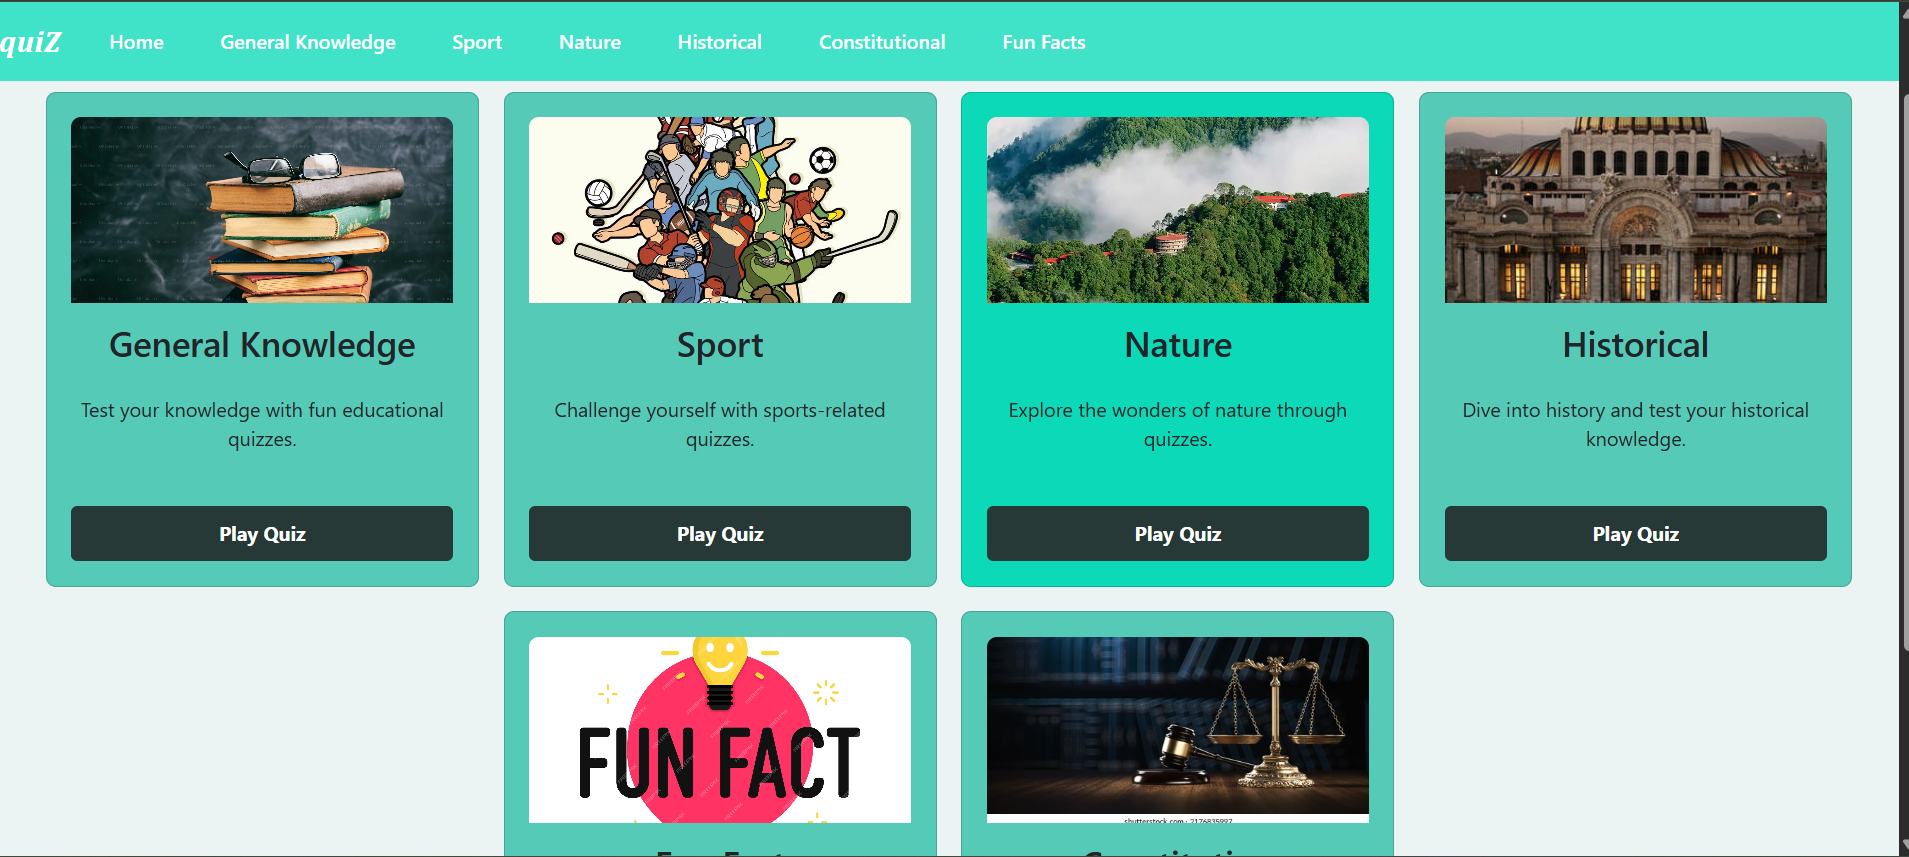 quiZ
Home
General Knowledge
Sport
Nature
Historical
Constitutional
Fun Facts
General Knowledge
Test your knowledge with fun educational
quizzes.
Play Quiz
Sport
Challenge yourself with sports-related
quizzes.
Play Quiz
Nature
Explore the wonders of nature through
quizzes.
Play Quiz
Historical
Dive into history and test your historical
knowledge.
Play Quiz
FUN FACT
shutterstock.com · 2176835997